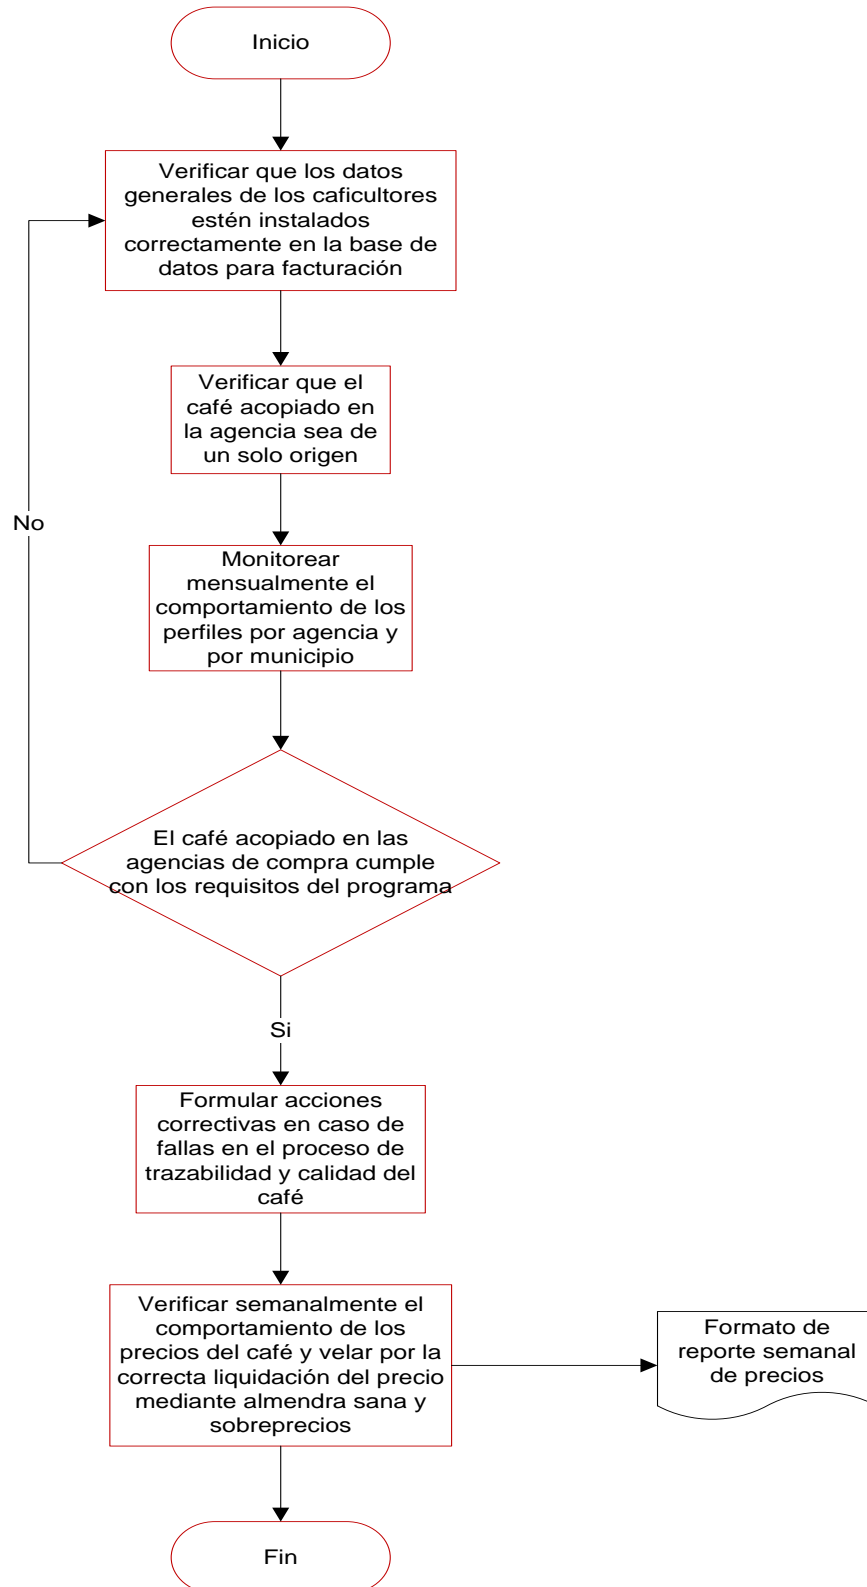 Inicio
Verificar que los datos
generales de los caficultores
estén instalados
correctamente en la base de
datos para facturación
Verificar que el
café acopiado en
la agencia sea de
un solo origen
No
Monitorear
mensualmente el
comportamiento de los
perfiles por agencia y
por municipio
El café acopiado en las
agencias de compra cumple
con los requisitos del programa
Si
Formular acciones
correctivas en caso de
fallas en el proceso de
trazabilidad y calidad del
café
Verificar semanalmente el
comportamiento de los
precios del café y velar por la
correcta liquidación del precio
mediante almendra sana y
sobreprecios
Formato de
reporte semanal
de precios
Fin